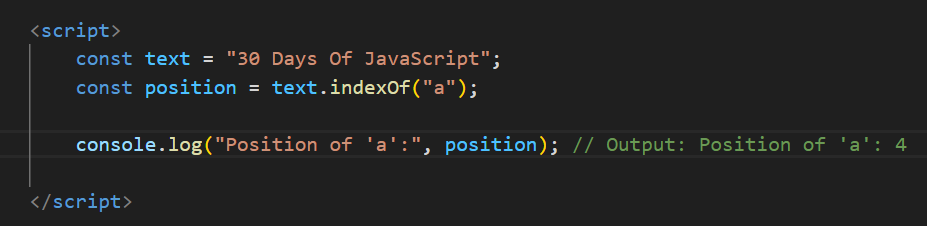 <script>
const text = "30 Days Of JavaScript";
const position = text.indexOf("a");
console.log("Position of 'a':", position); // Output: Position of 'a': 4
</script>